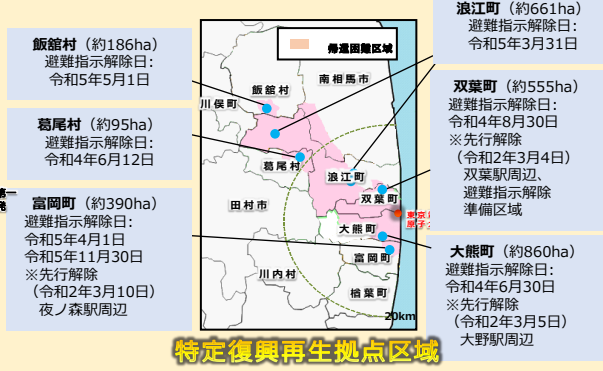 飯舘村（約186ha）
避難指示解除日:
令和5年5月1日
葛尾村（約95ha）
避難指示解除日:
令和4年6月12日
富岡町（約390ha）
避難指示解除日:
令和5年4月1日
令和5年11月30日
※先行解除
（令和2年3月10日）
夜ノ森駅周辺
帰還困難区域
南相馬市
飯舘村
川俣町
葛尾村
浪江町
双葉町
田村市
大熊町
富岡町
川内村
楢葉町
20km
浪江町（約661ha）
避難指示解除日:
令和5年3月31日
双葉町（約555ha）
避難指示解除日:
令和4年8月30日
※先行解除
（令和2年3月4日）
双葉駅周辺、
避難指示解除
準備区域
大熊町（約860ha）
避難指示解除日:
令和4年6月30日
※先行解除
（令和2年3月5日）
大野駅周辺
特定復興再生拠点区域